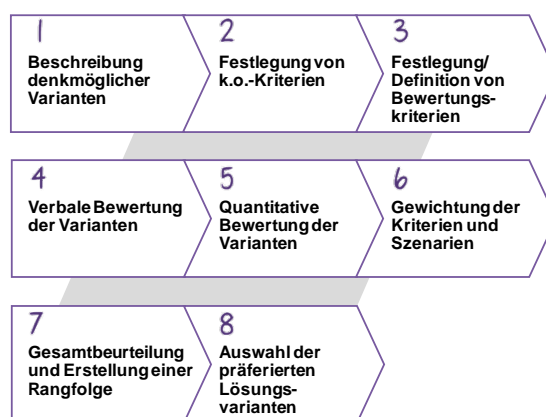 1
Beschreibung
denkmöglicher
Varianten
2
Festlegung von
k.o.-Kriterien
3
Festlegung/
Definition von
Bewertungs-
kriterien
4
Verbale Bewertung
der Varianten
5
Quantitative
Bewertung der
Varianten
6
Gewichtung der
Kriterien und
Szenarien
7
Gesamtbeurteilung
und Erstellung einer
Rangfolge
8
Auswahl der
präferierten
Lösungs-
varianten